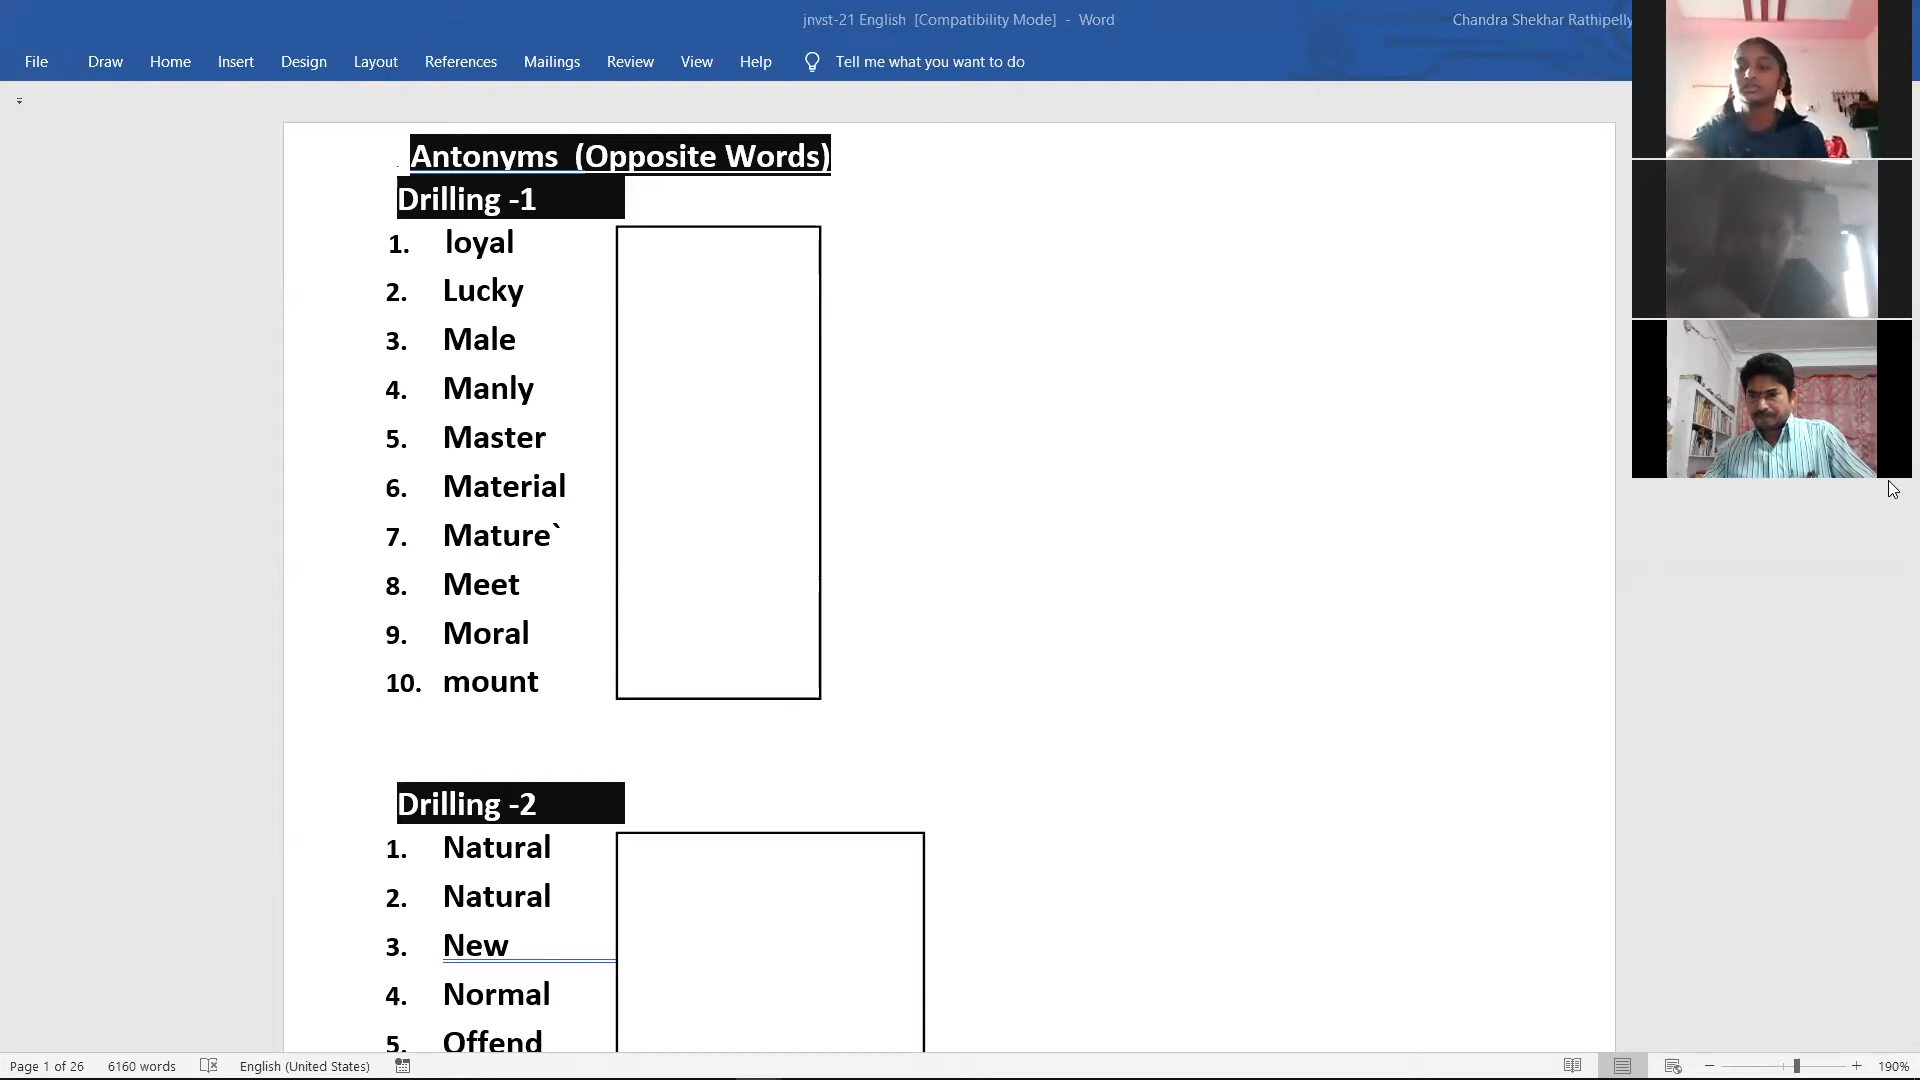 jnvst-21 English [Compatibility Mode] - Word
Chandra Shekhar Rathipelly
File Draw Home Insert Design Layout References Mailings Review View Help Tell me what you want to do
Antonyms (Opposite Words)
Drilling -1
1. loyal
2. Lucky
3. Male
4. Manly
5. Master
6. Material
7. Mature`
8. Meet
9. Moral
10. mount
Drilling -2
1. Natural
2. Natural
3. New
4. Normal
5. Offend
Page 1 of 26 6160 words English (United States) 190%